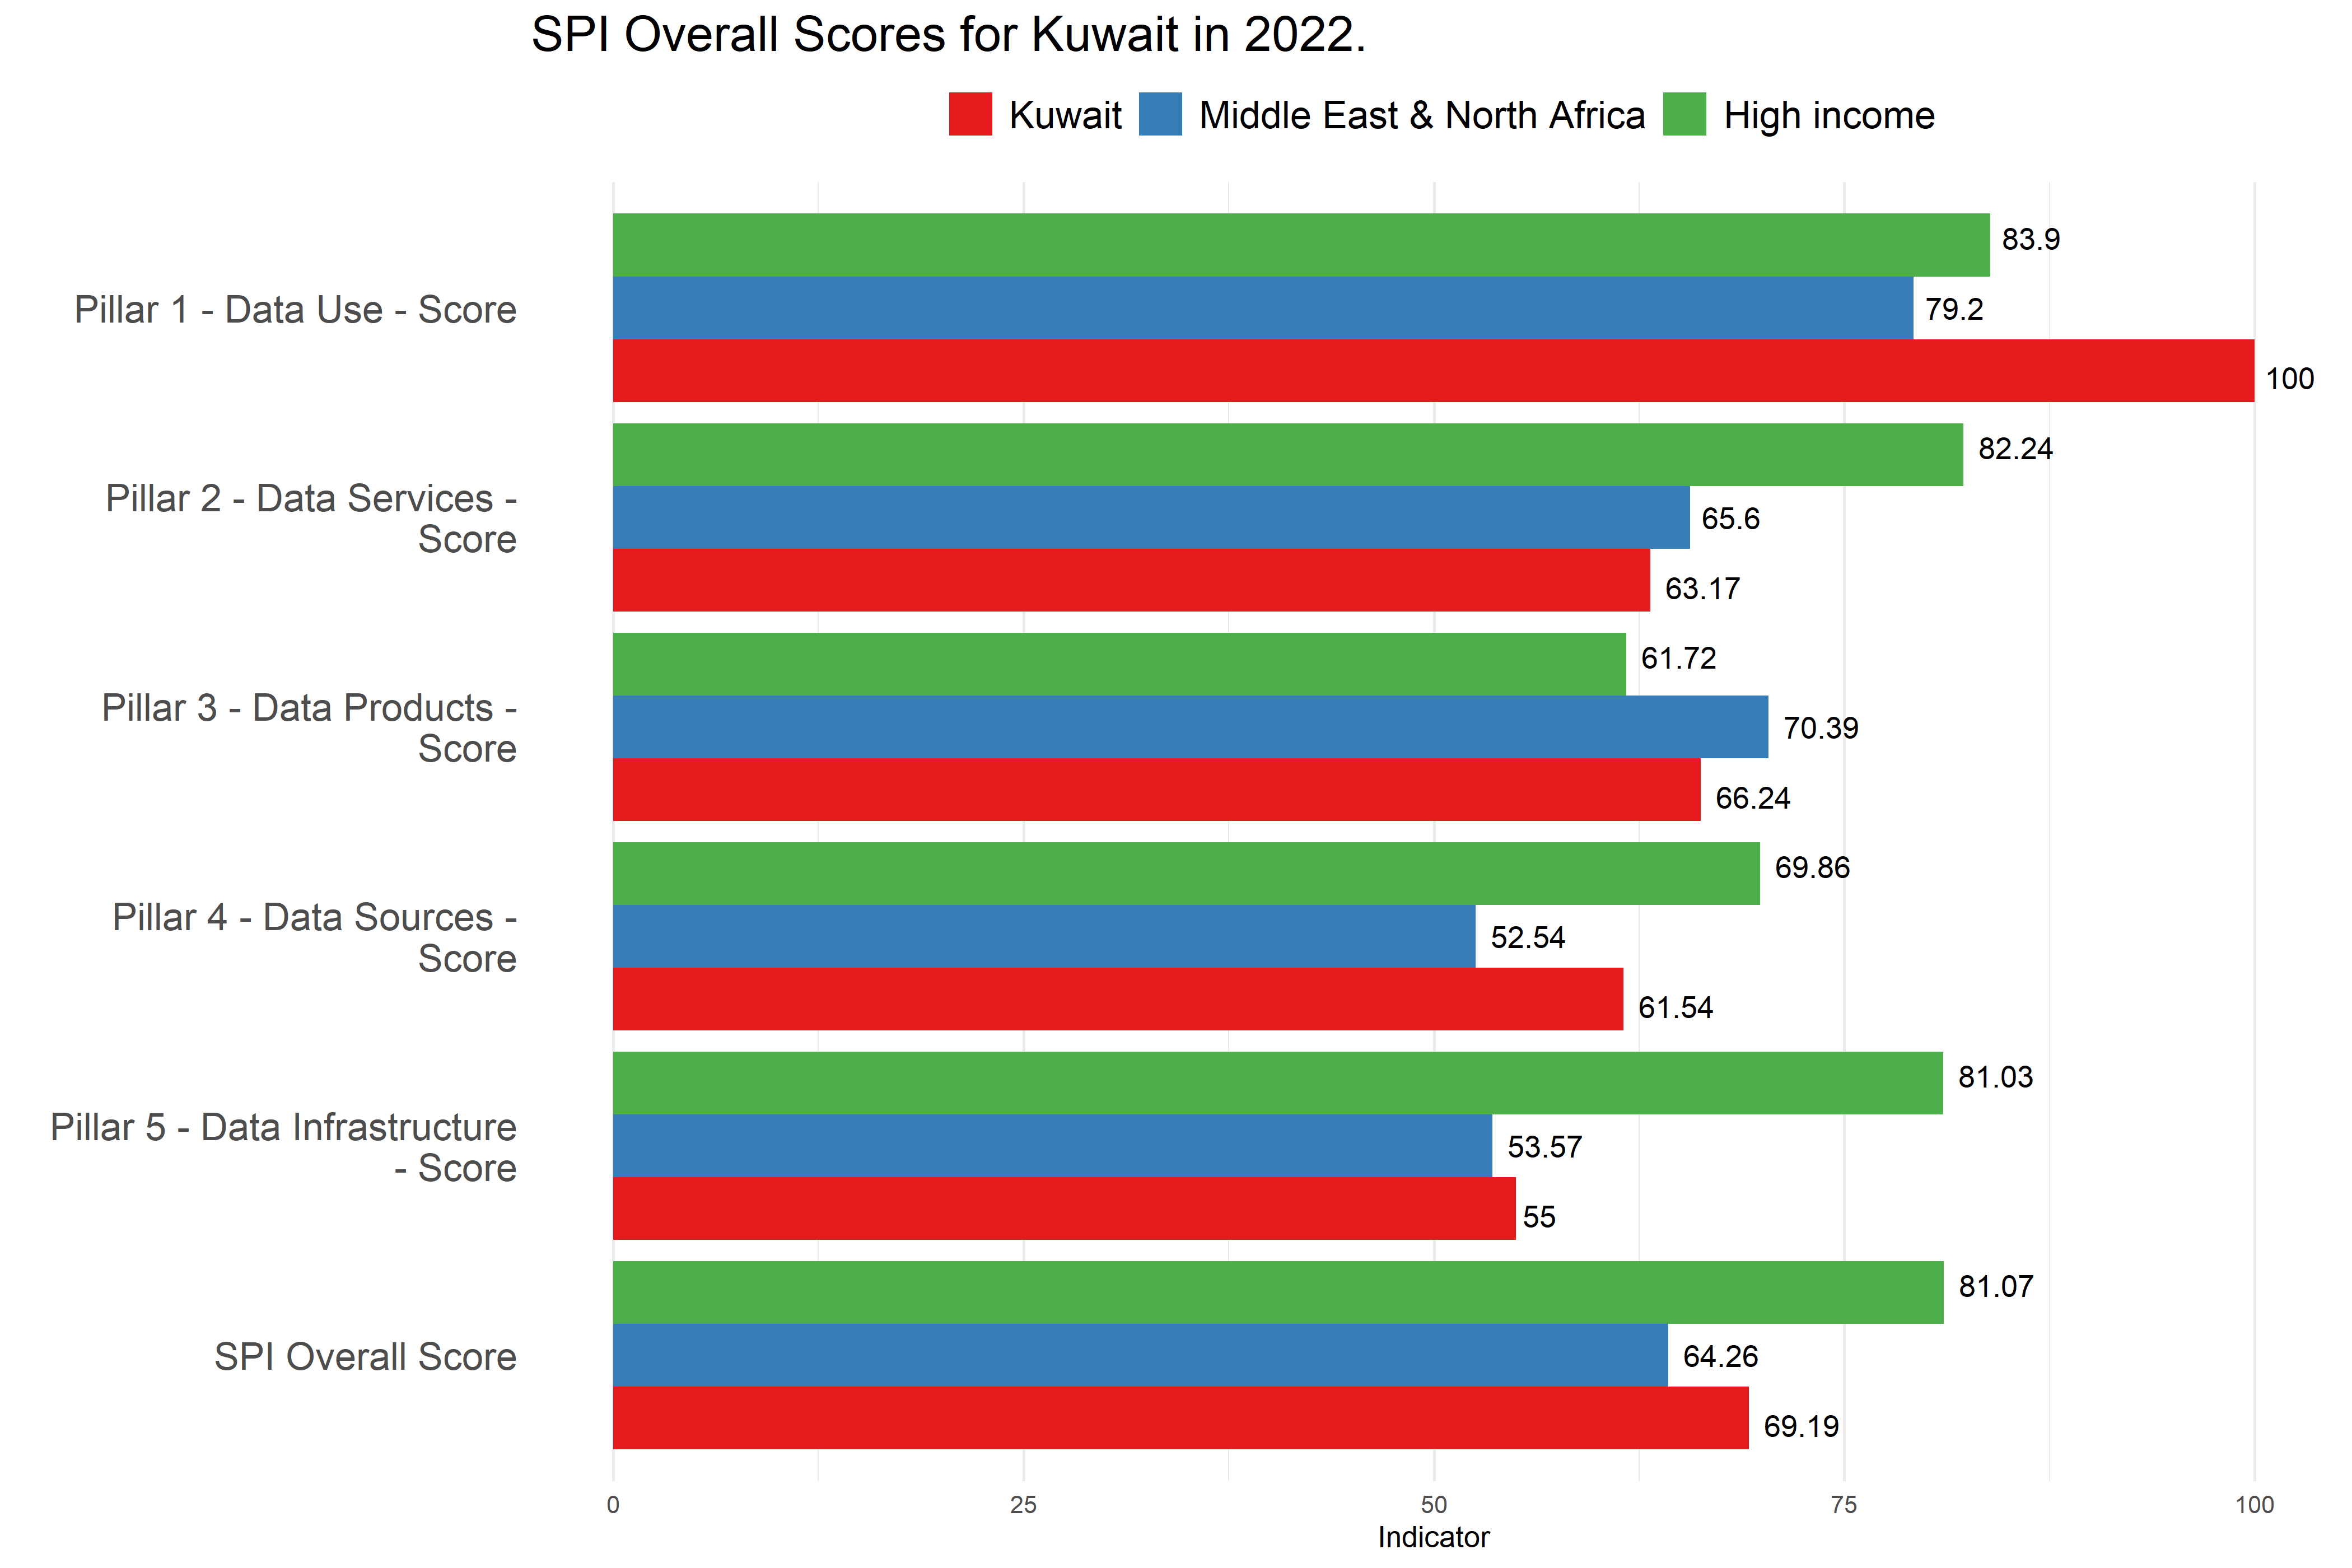 SPI Overall Scores for Kuwait in 2022.
Kuwait Middle East & North Africa High income
Pillar 1 - Data Use - Score
83.9
79.2
100
Pillar 2 - Data Services -
Score
82.24
65.6
63.17
Pillar 3 - Data Products -
Score
61.72
70.39
66.24
Pillar 4 - Data Sources -
Score
69.86
52.54
61.54
Pillar 5 - Data Infrastructure
- Score
81.03
53.57
55
SPI Overall Score
81.07
64.26
69.19
0 25 50 75 100
Indicator